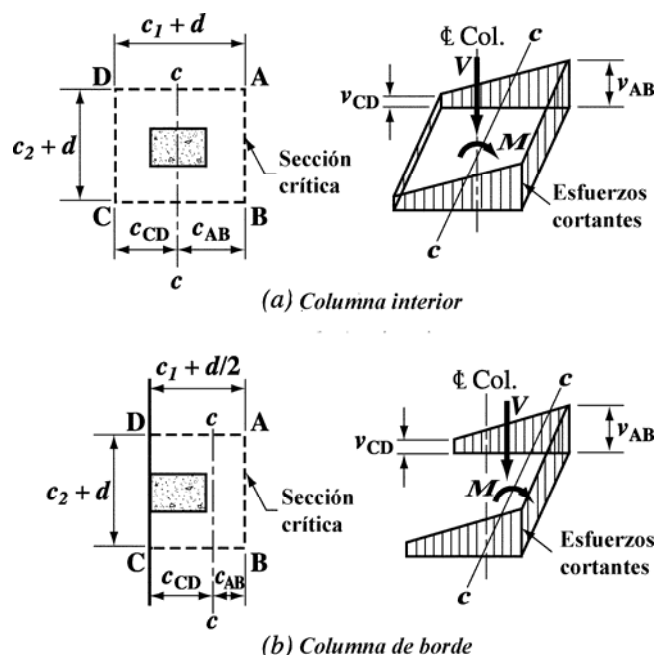 c₁ + d
D c A
c₂ + d
Sección
crítica
C B
c_CD c_AB
c
℄ Col.
c
V
v_CD
v_AB
M
Esfuerzos
cortantes
c
(a) Columna interior
c₁ + d/2
D c A
c₂ + d
Sección
crítica
C B
c_CD c_AB
c
℄ Col.
c
V
v_CD
v_AB
M
Esfuerzos
cortantes
c
(b) Columna de borde